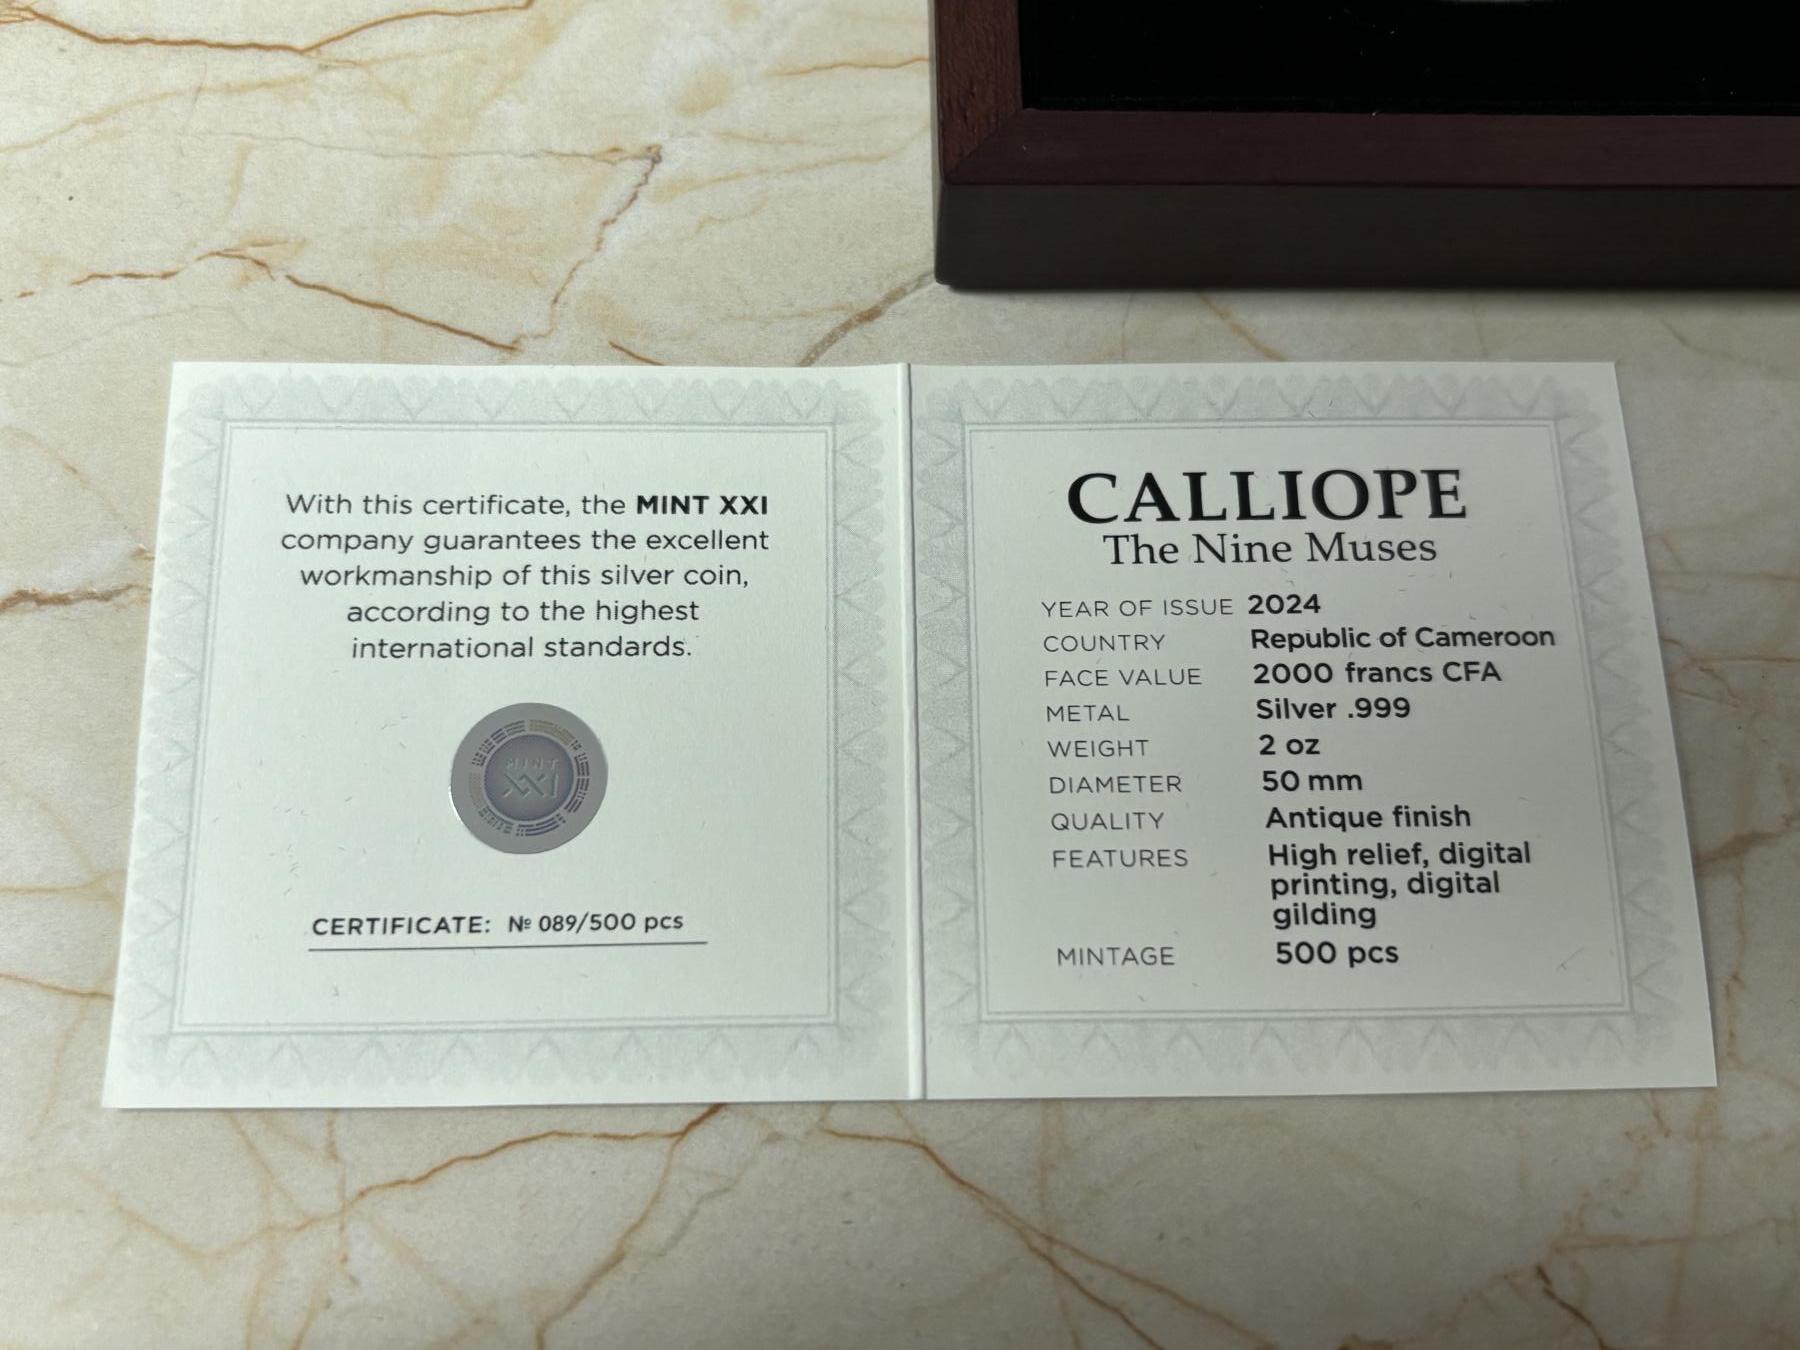 With this certificate, the MINT XXI
company guarantees the excellent
workmanship of this silver coin,
according to the highest
international standards.
MINT
XXI
CERTIFICATE: № 089/500 pcs
CALLIOPE
The Nine Muses
YEAR OF ISSUE 2024
COUNTRY Republic of Cameroon
FACE VALUE 2000 francs CFA
METAL Silver .999
WEIGHT 2 oz
DIAMETER 50 mm
QUALITY Antique finish
FEATURES High relief, digital
printing, digital
gilding
MINTAGE 500 pcs